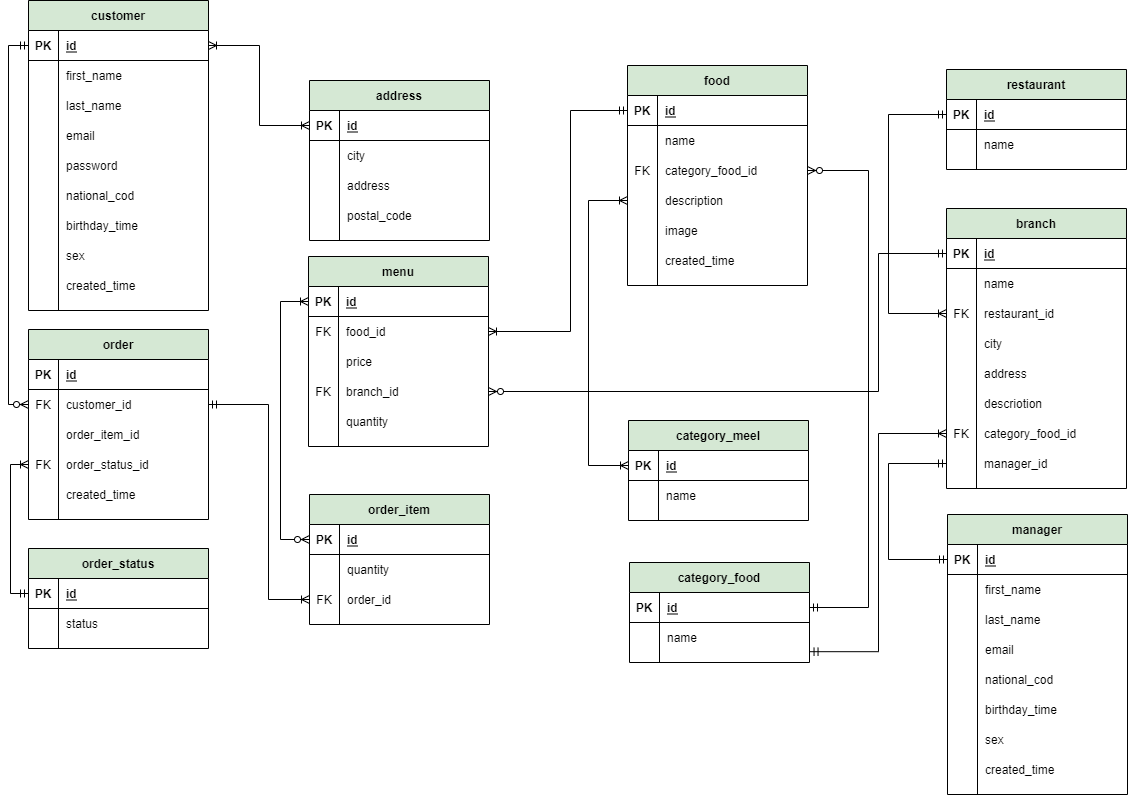 customer
PK id
first_name
last_name
email
password
national_cod
birthday_time
sex
created_time
order
PK id
FK customer_id
order_item_id
FK order_status_id
created_time
order_status
PK id
status
address
PK id
city
address
postal_code
menu
PK id
FK food_id
price
FK branch_id
quantity
order_item
PK id
quantity
FK order_id
food
PK id
name
FK category_food_id
description
image
created_time
category_meel
PK id
name
category_food
PK id
name
restaurant
PK id
name
branch
PK id
name
FK restaurant_id
city
address
descriotion
FK category_food_id
manager_id
manager
PK id
first_name
last_name
email
national_cod
birthday_time
sex
created_time